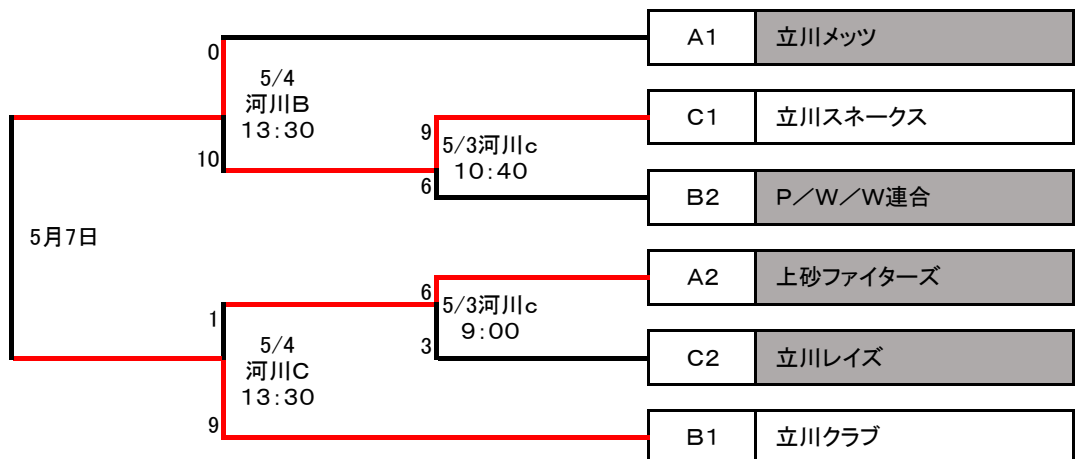 A1 立川メッツ
0
5/4
河川B
13:30
10
C1 立川スネークス
9
5/3河川c
10:40
6
B2 P／W／W連合
5月7日
A2 上砂ファイターズ
6
5/3河川c
9:00
3
1
5/4
河川C
13:30
9
C2 立川レイズ
B1 立川クラブ